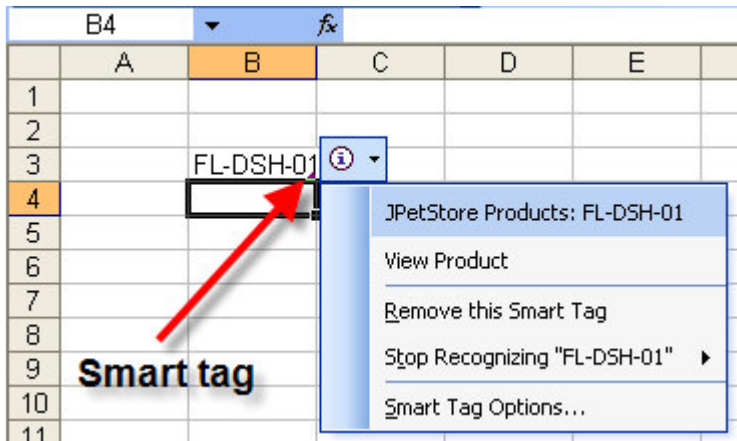 B4 fx
A B C D E
1
2
3 FL-DSH-01
4 JPetStore Products: FL-DSH-01
5
6 View Product
7 Remove this Smart Tag
8
9 Smart tag Stop Recognizing "FL-DSH-01"
10 Smart Tag Options...
11